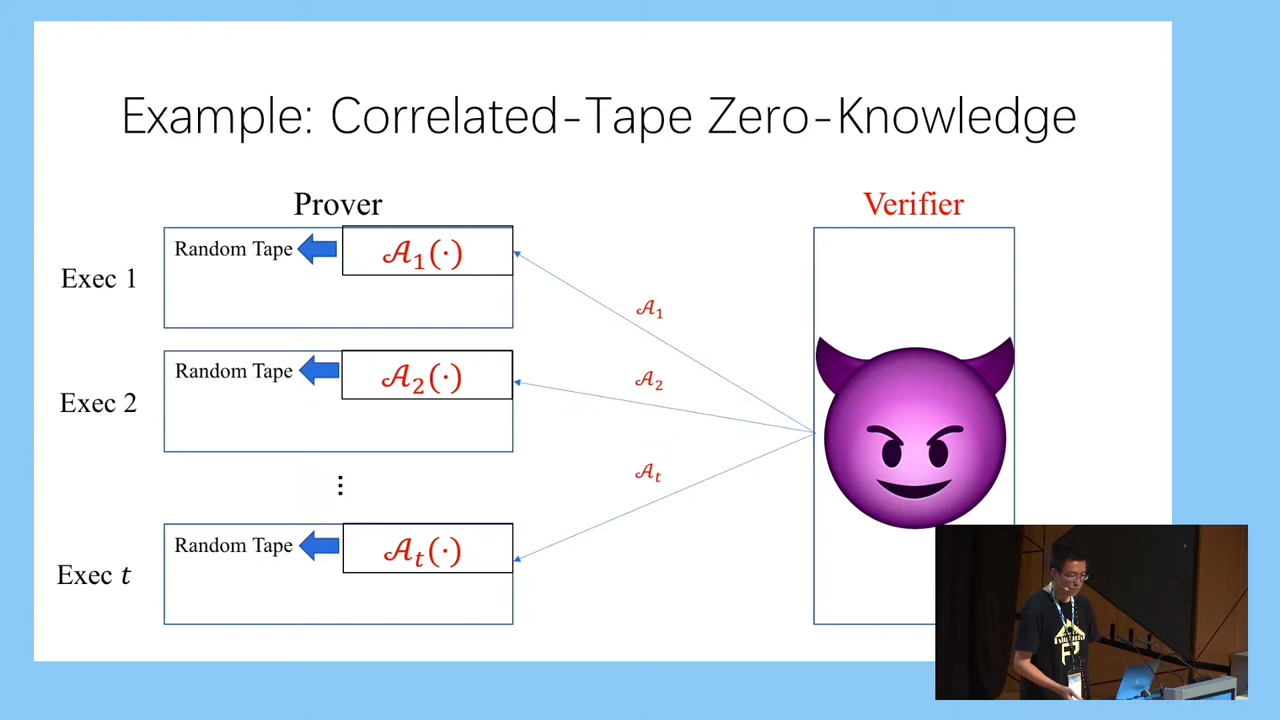 Example: Correlated-Tape Zero-Knowledge
Prover
Verifier
Exec 1
Random Tape
𝒜₁(·)
𝒜₁
Exec 2
Random Tape
𝒜₂(·)
𝒜₂
⋮
𝒜ₜ
Exec t
Random Tape
𝒜ₜ(·)